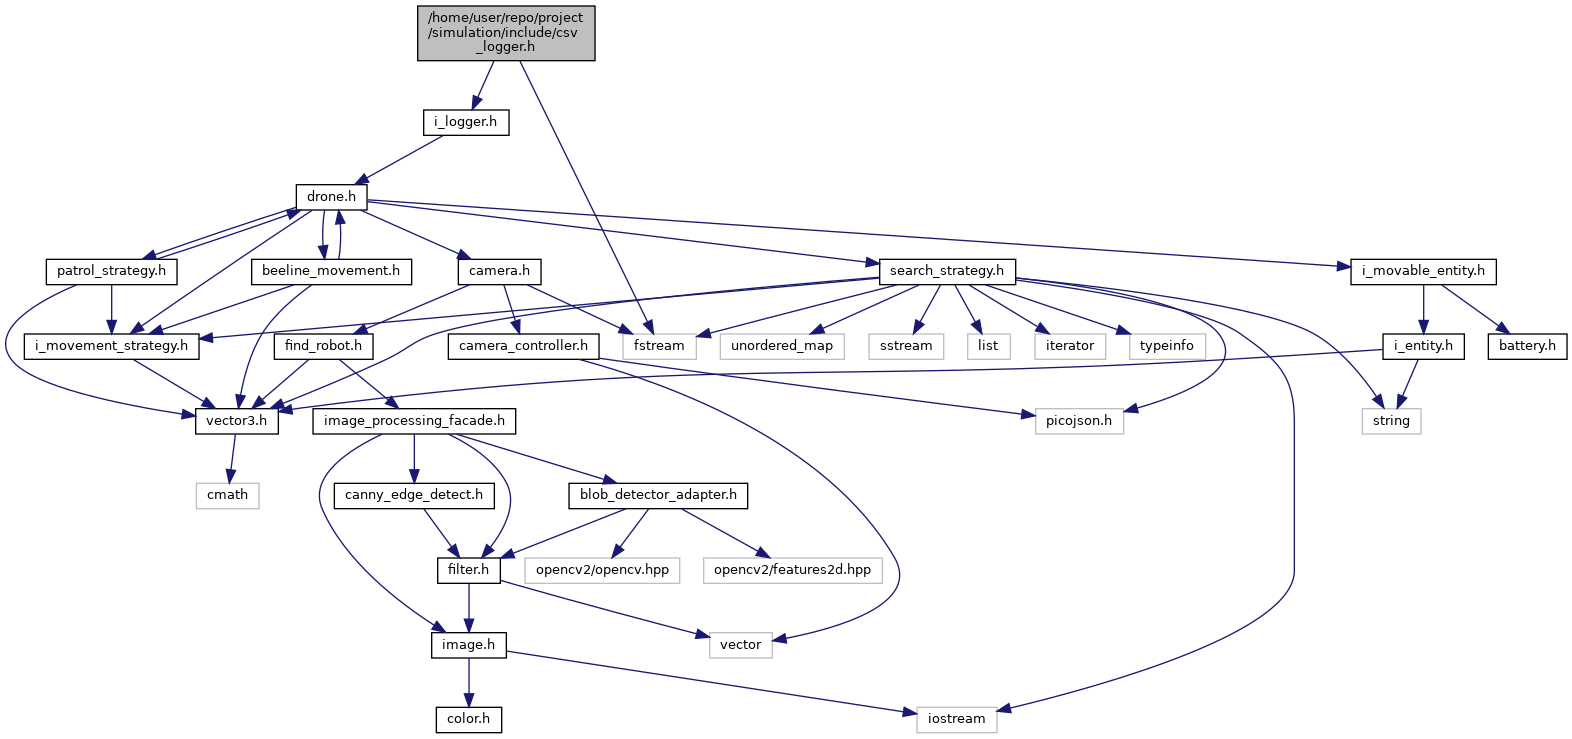 /home/user/repo/project
/simulation/include/csv
_logger.h
i_logger.h
drone.h
patrol_strategy.h
beeline_movement.h
camera.h
search_strategy.h
i_movable_entity.h
i_movement_strategy.h
find_robot.h
camera_controller.h
fstream
unordered_map
sstream
list
iterator
typeinfo
i_entity.h
battery.h
vector3.h
image_processing_facade.h
picojson.h
string
cmath
canny_edge_detect.h
blob_detector_adapter.h
filter.h
opencv2/opencv.hpp
opencv2/features2d.hpp
image.h
vector
color.h
iostream